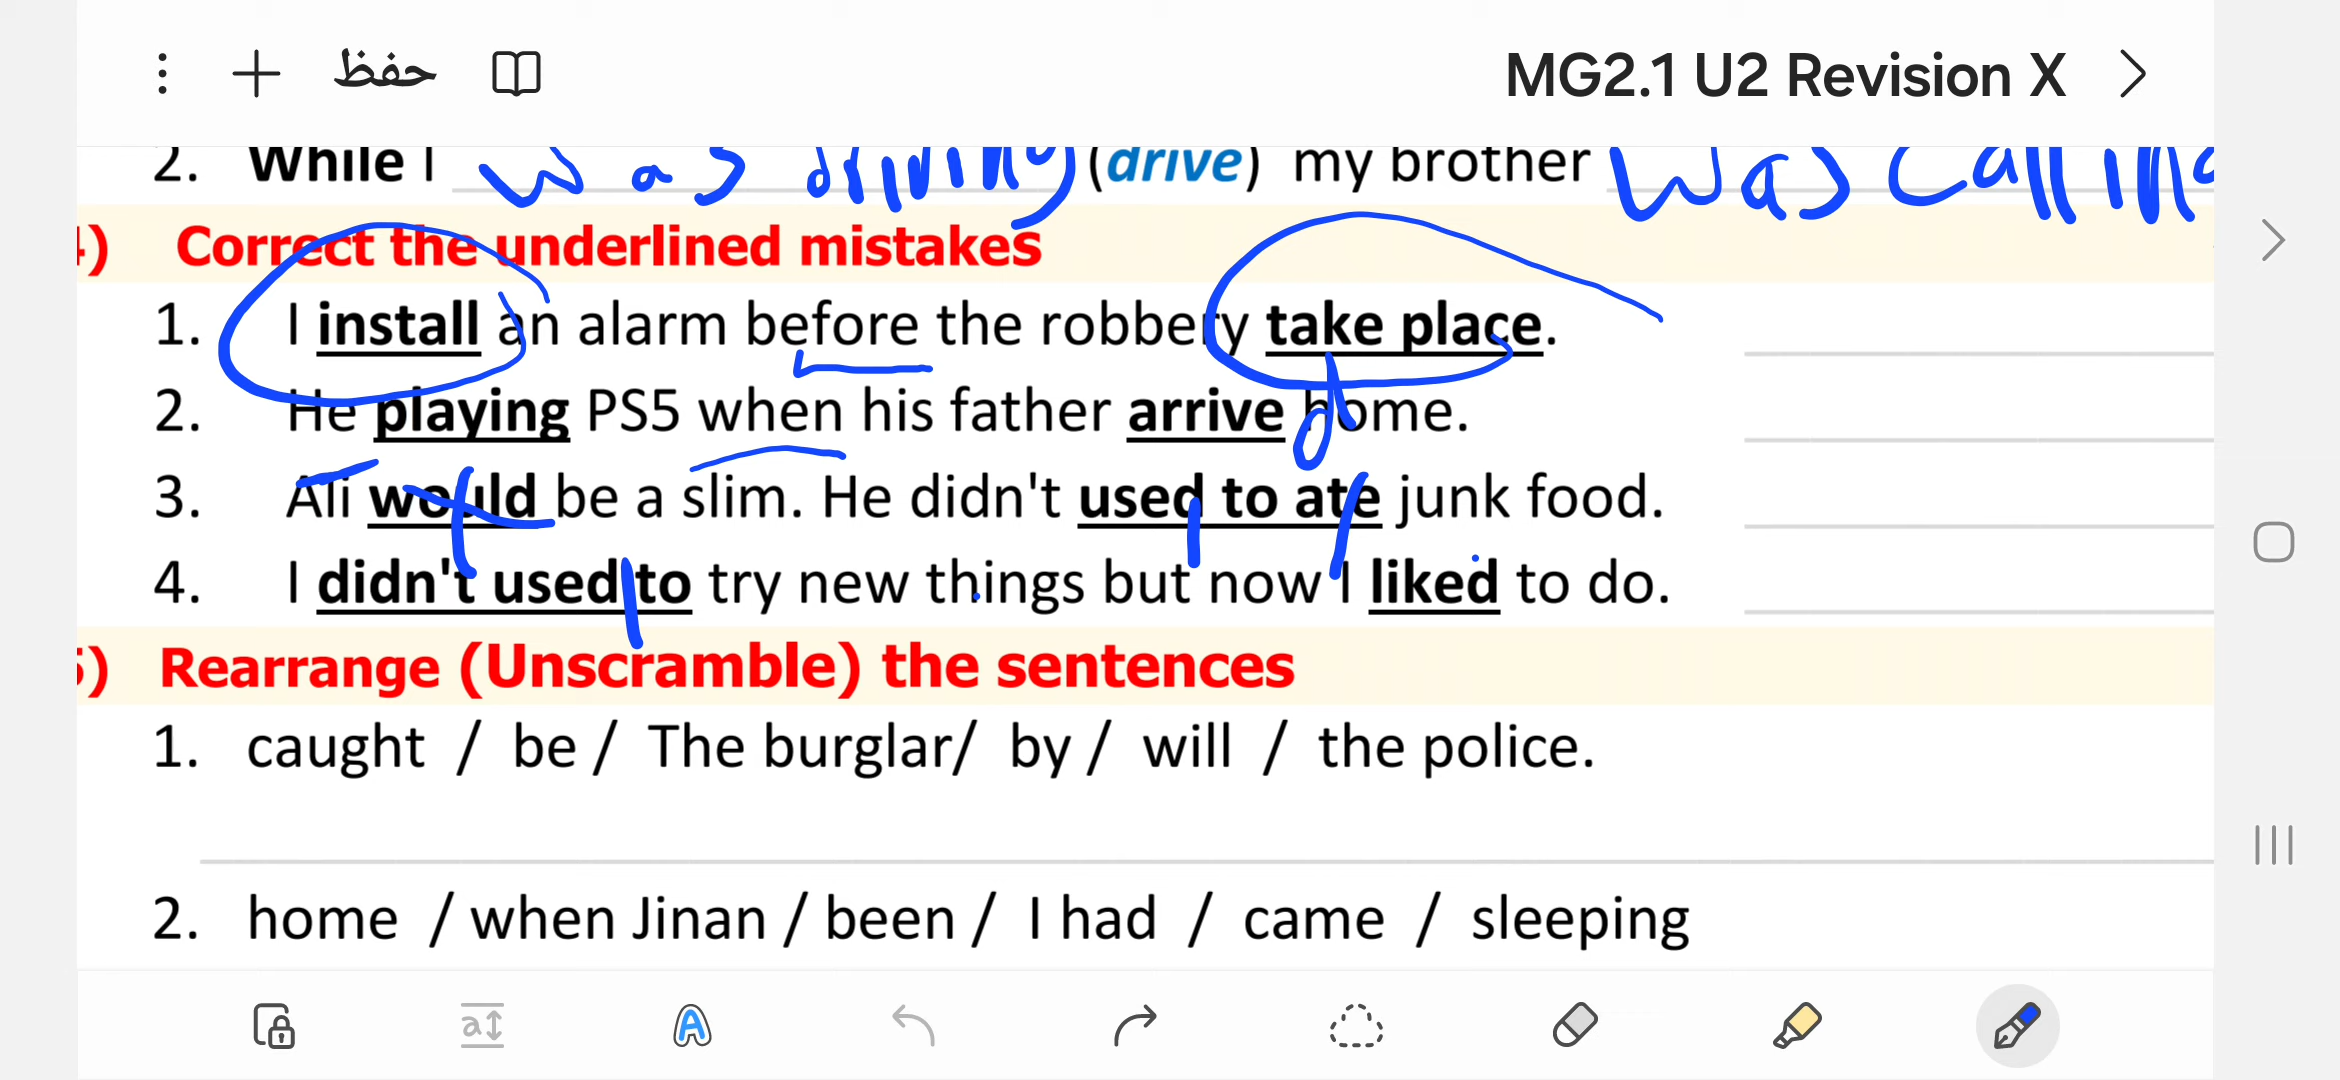 حفظ MG2.1 U2 Revision X
2. While I was driving (drive) my brother was calling
4) Correct the underlined mistakes
1. I install an alarm before the robbery take place.
2. He playing PS5 when his father arrive home.
3. Ali would be a slim. He didn't used to ate junk food.
4. I didn't used to try new things but now I liked to do.
5) Rearrange (Unscramble) the sentences
1. caught / be / The burglar/ by / will / the police.
2. home / when Jinan / been / I had / came / sleeping